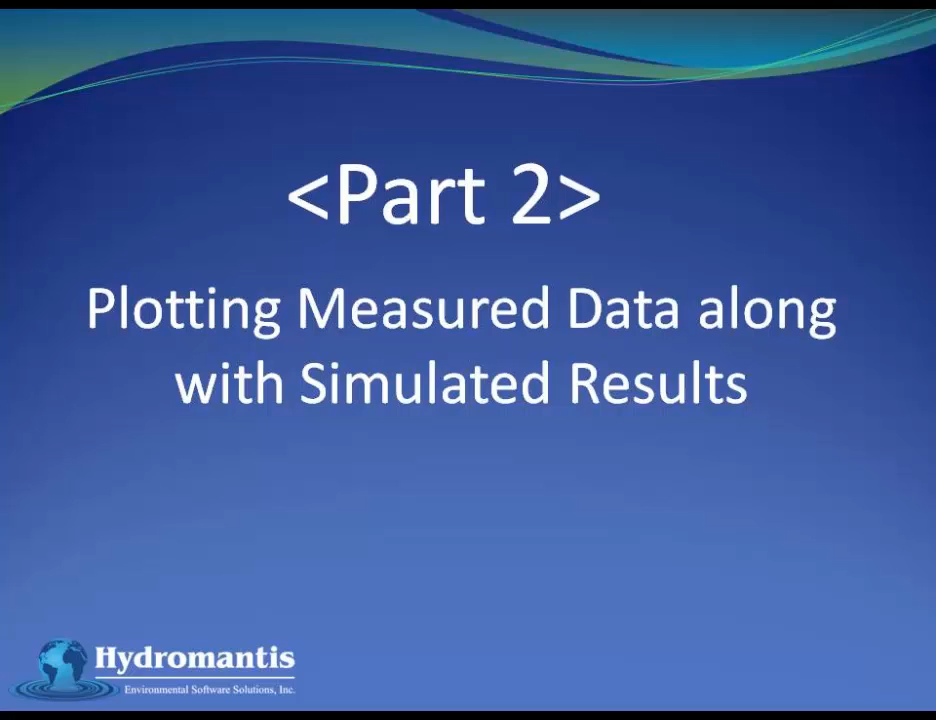 <Part 2>
Plotting Measured Data along
with Simulated Results
Hydromantis
Environmental Software Solutions, Inc.